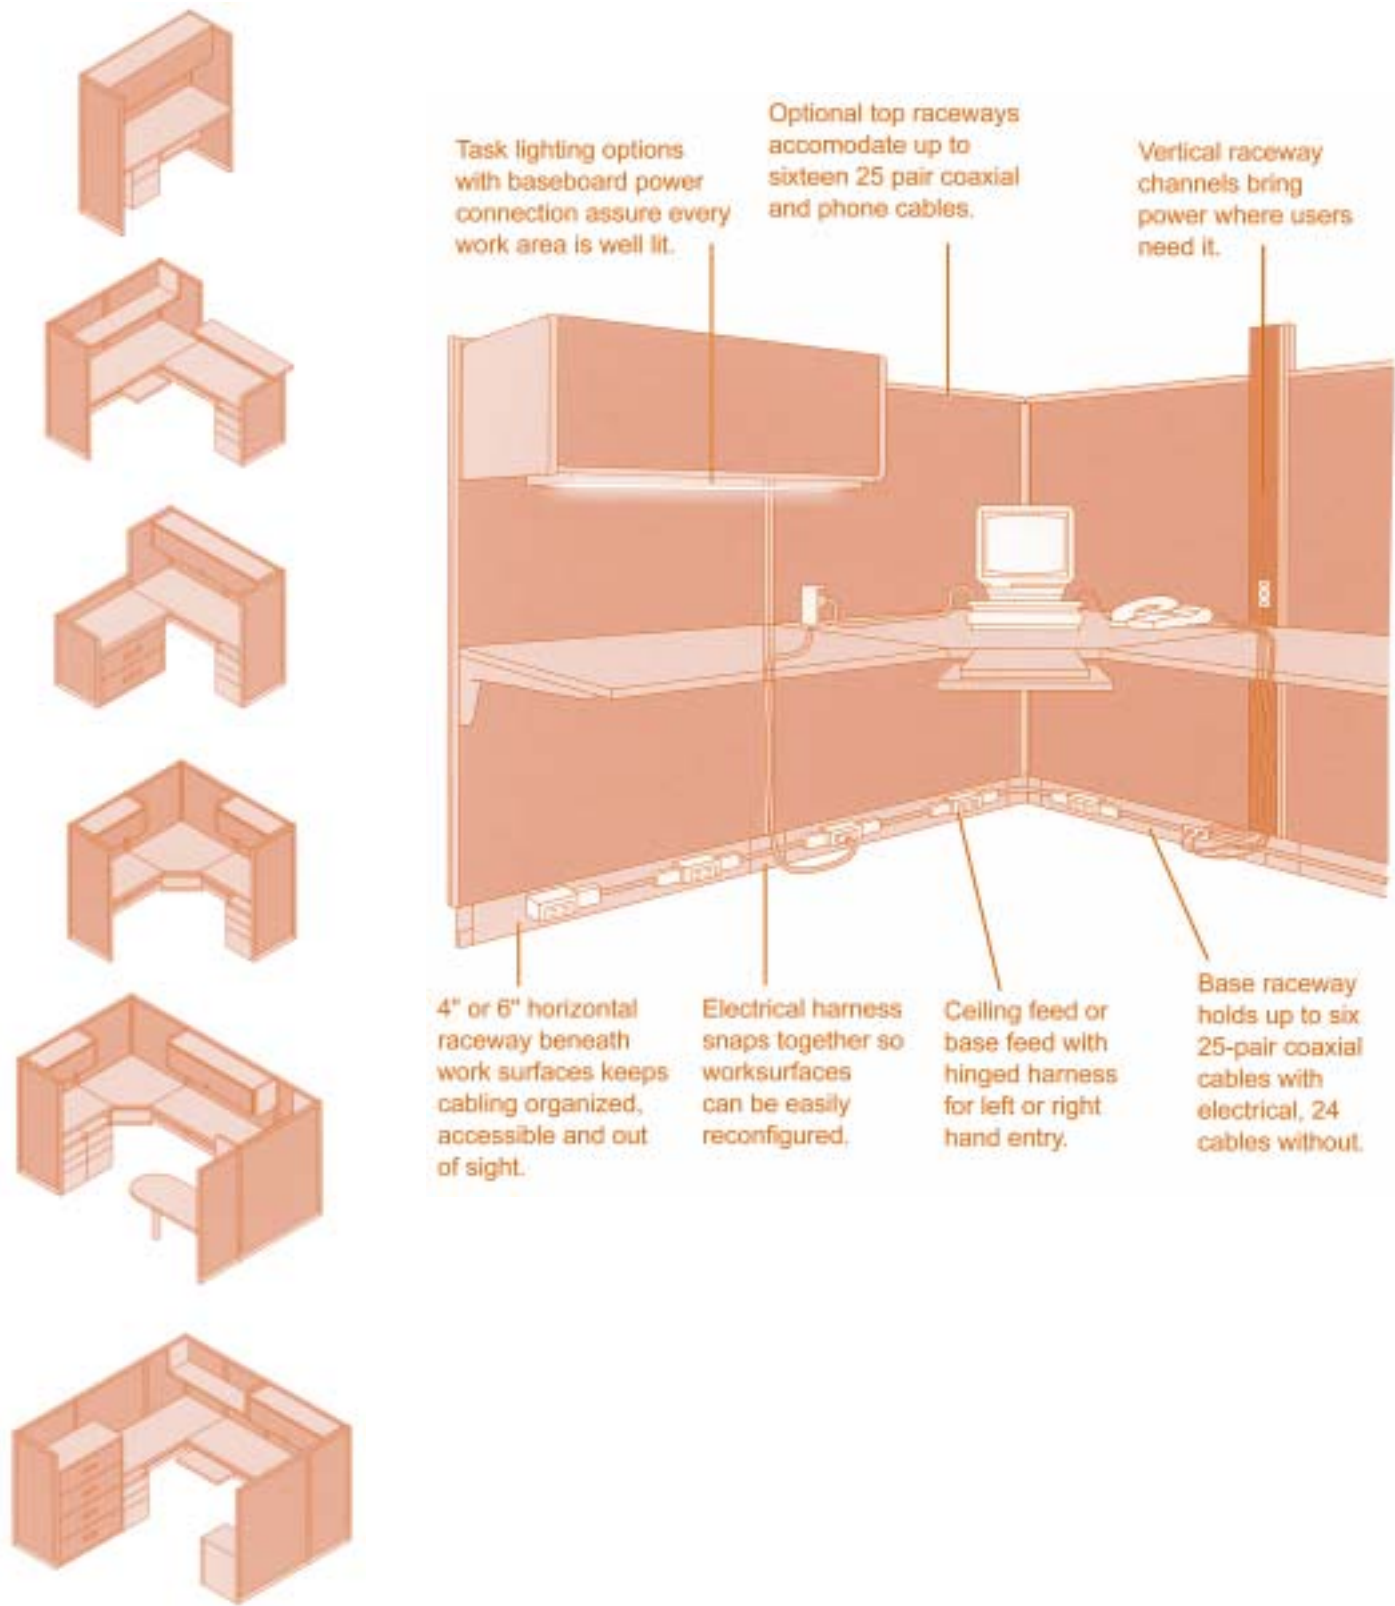 Task lighting options
with baseboard power
connection assure every
work area is well lit.
Optional top raceways
accomodate up to
sixteen 25 pair coaxial
and phone cables.
Vertical raceway
channels bring
power where users
need it.
4" or 6" horizontal
raceway beneath
work surfaces keeps
cabling organized,
accessible and out
of sight.
Electrical harness
snaps together so
worksurfaces
can be easily
reconfigured.
Ceiling feed or
base feed with
hinged harness
for left or right
hand entry.
Base raceway
holds up to six
25-pair coaxial
cables with
electrical, 24
cables without.